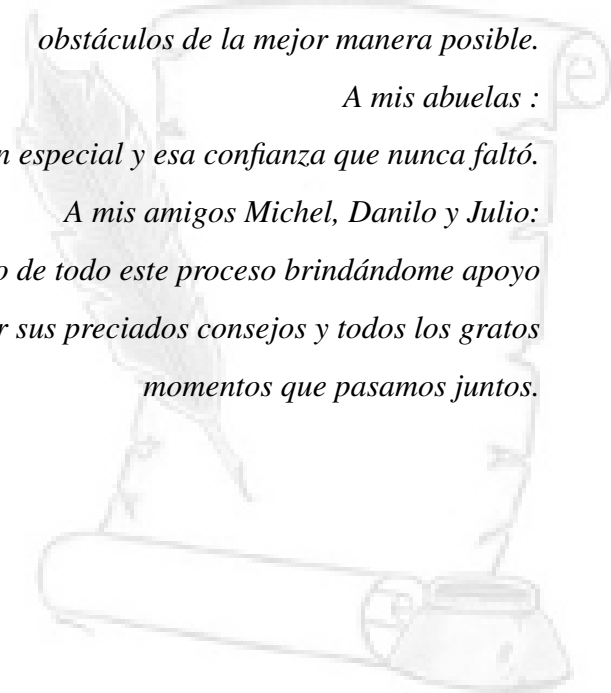 obstáculos de la mejor manera posible.
A mis abuelas :
especial y esa confianza que nunca faltó.
A mis amigos Michel, Danilo y Julio:
de todo este proceso brindándome apoyo
sus preciados consejos y todos los gratos
momentos que pasamos juntos.